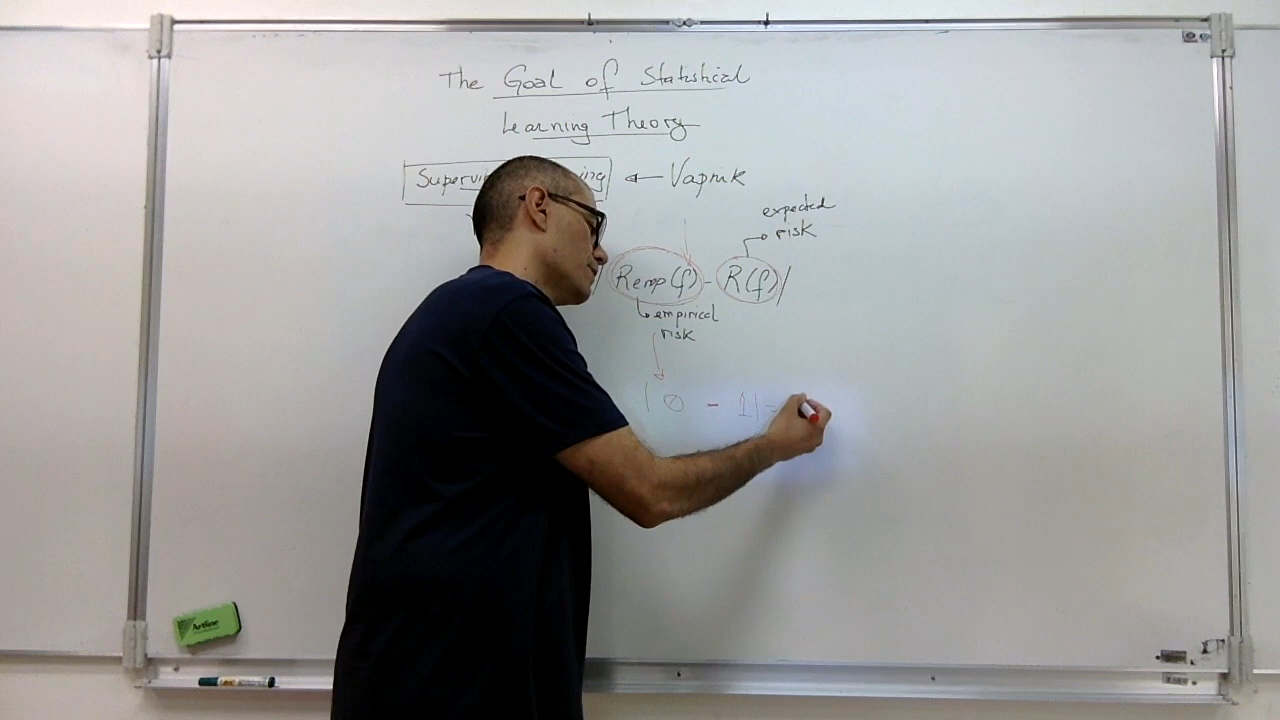 The Goal of Statistical
Learning Theory
Vapnik
expected
risk
Remp(f) - R(f)|
empirical
risk
| 0 - 1| =
Artline